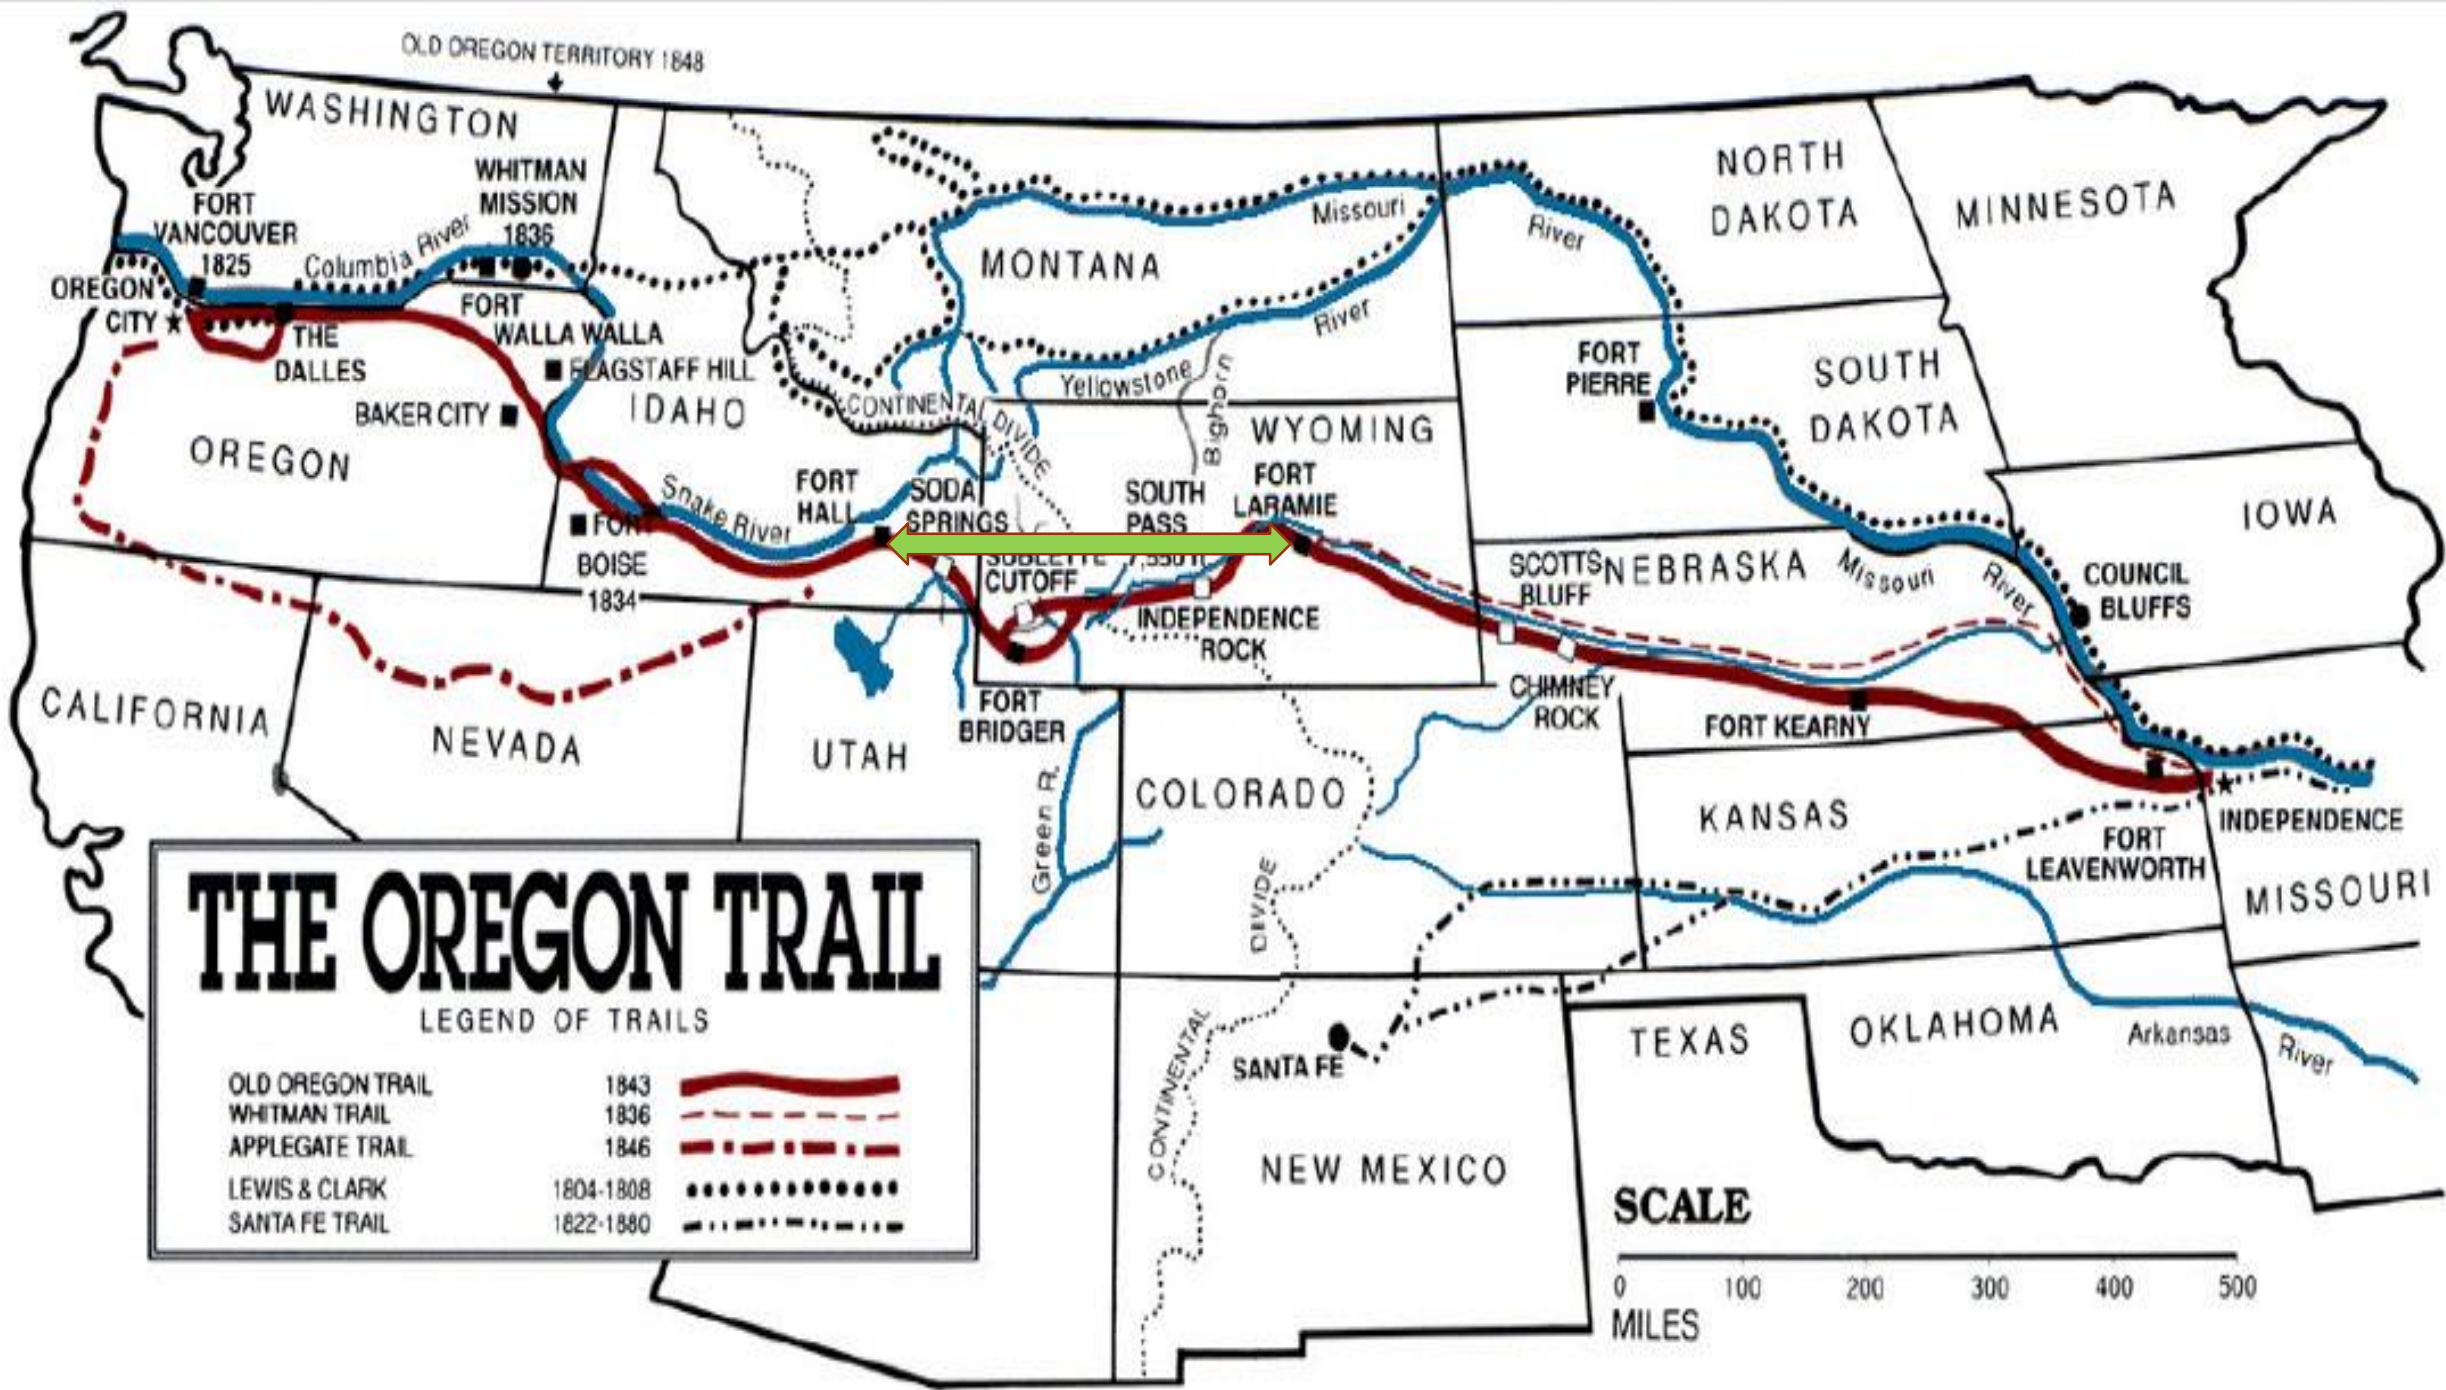 OLD OREGON TERRITORY 1848
WASHINGTON
WHITMAN
MISSION
1836
FORT
VANCOUVER
1825
Columbia River
OREGON
CITY
THE
DALLES
FORT
WALLA WALLA
FLAGSTAFF HILL
BAKER CITY
IDAHO
OREGON
Snake River
FORT
BOISE
1834
FORT
HALL
SODA
SPRINGS
CONTINENTAL DIVIDE
MONTANA
Missouri
River
Yellowstone
River
Bighorn
WYOMING
SOUTH
PASS
7,550 ft.
FORT
LARAMIE
SUBLETTE
CUTOFF
INDEPENDENCE
ROCK
FORT
BRIDGER
NORTH
DAKOTA
MINNESOTA
FORT
PIERRE
SOUTH
DAKOTA
IOWA
SCOTTS
BLUFF
NEBRASKA
Missouri
River
COUNCIL
BLUFFS
CHIMNEY
ROCK
FORT KEARNY
CALIFORNIA
NEVADA
UTAH
Green R.
COLORADO
KANSAS
FORT
LEAVENWORTH
INDEPENDENCE
MISSOURI
CONTINENTAL
DIVIDE
SANTA FE
NEW MEXICO
TEXAS
OKLAHOMA
Arkansas
River
THE OREGON TRAIL
LEGEND OF TRAILS
OLD OREGON TRAIL 1843
WHITMAN TRAIL 1836
APPLEGATE TRAIL 1846
LEWIS & CLARK 1804-1808
SANTA FE TRAIL 1822-1880
SCALE
0 100 200 300 400 500
MILES